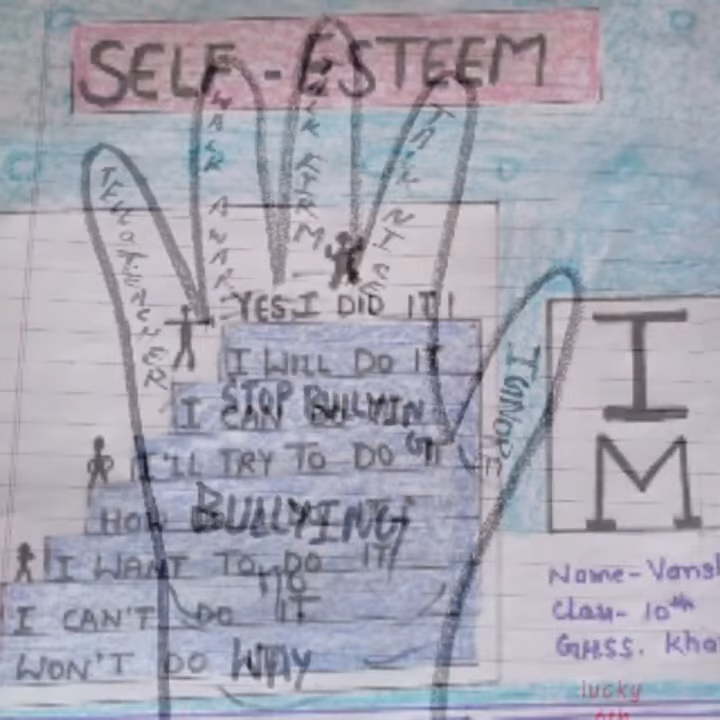 SELF-ESTEEM
WALK AWAY
TALK FIRM
TALK NICE
IGNORE
YES.I DID IT!
I WILL DO IT
STOP BULLYING
I CAN
I'LL TRY TO DO IT
HOW
BULLYING
I WANT TO DO IT
NO
I CAN'T DO IT
WON'T DO
WAY
I
M
Name-Vansh
Class-10th
GHSS. Kha
lucky
6th